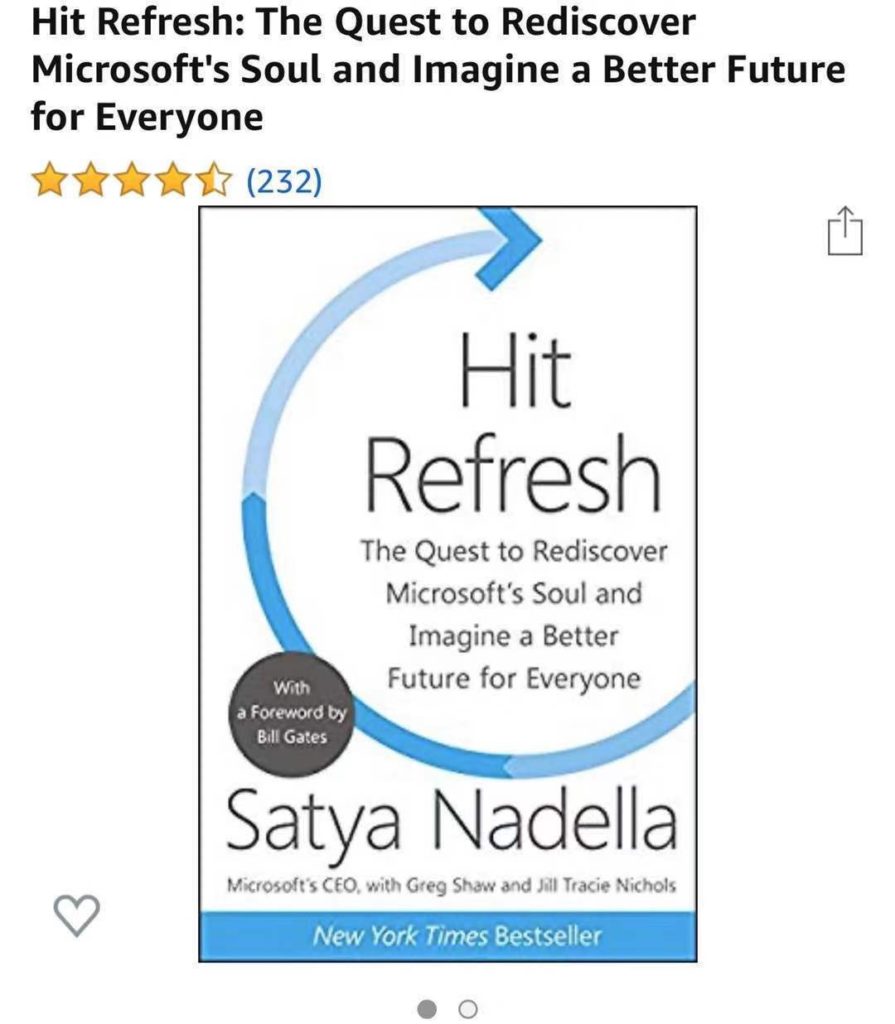 Hit Refresh: The Quest to Rediscover
Microsoft's Soul and Imagine a Better Future
for Everyone
(232)
Hit
Refresh
The Quest to Rediscover
Microsoft's Soul and
Imagine a Better
Future for Everyone
With
a Foreword by
Bill Gates
Satya Nadella
Microsoft's CEO, with Greg Shaw and Jill Tracie Nichols
New York Times Bestseller